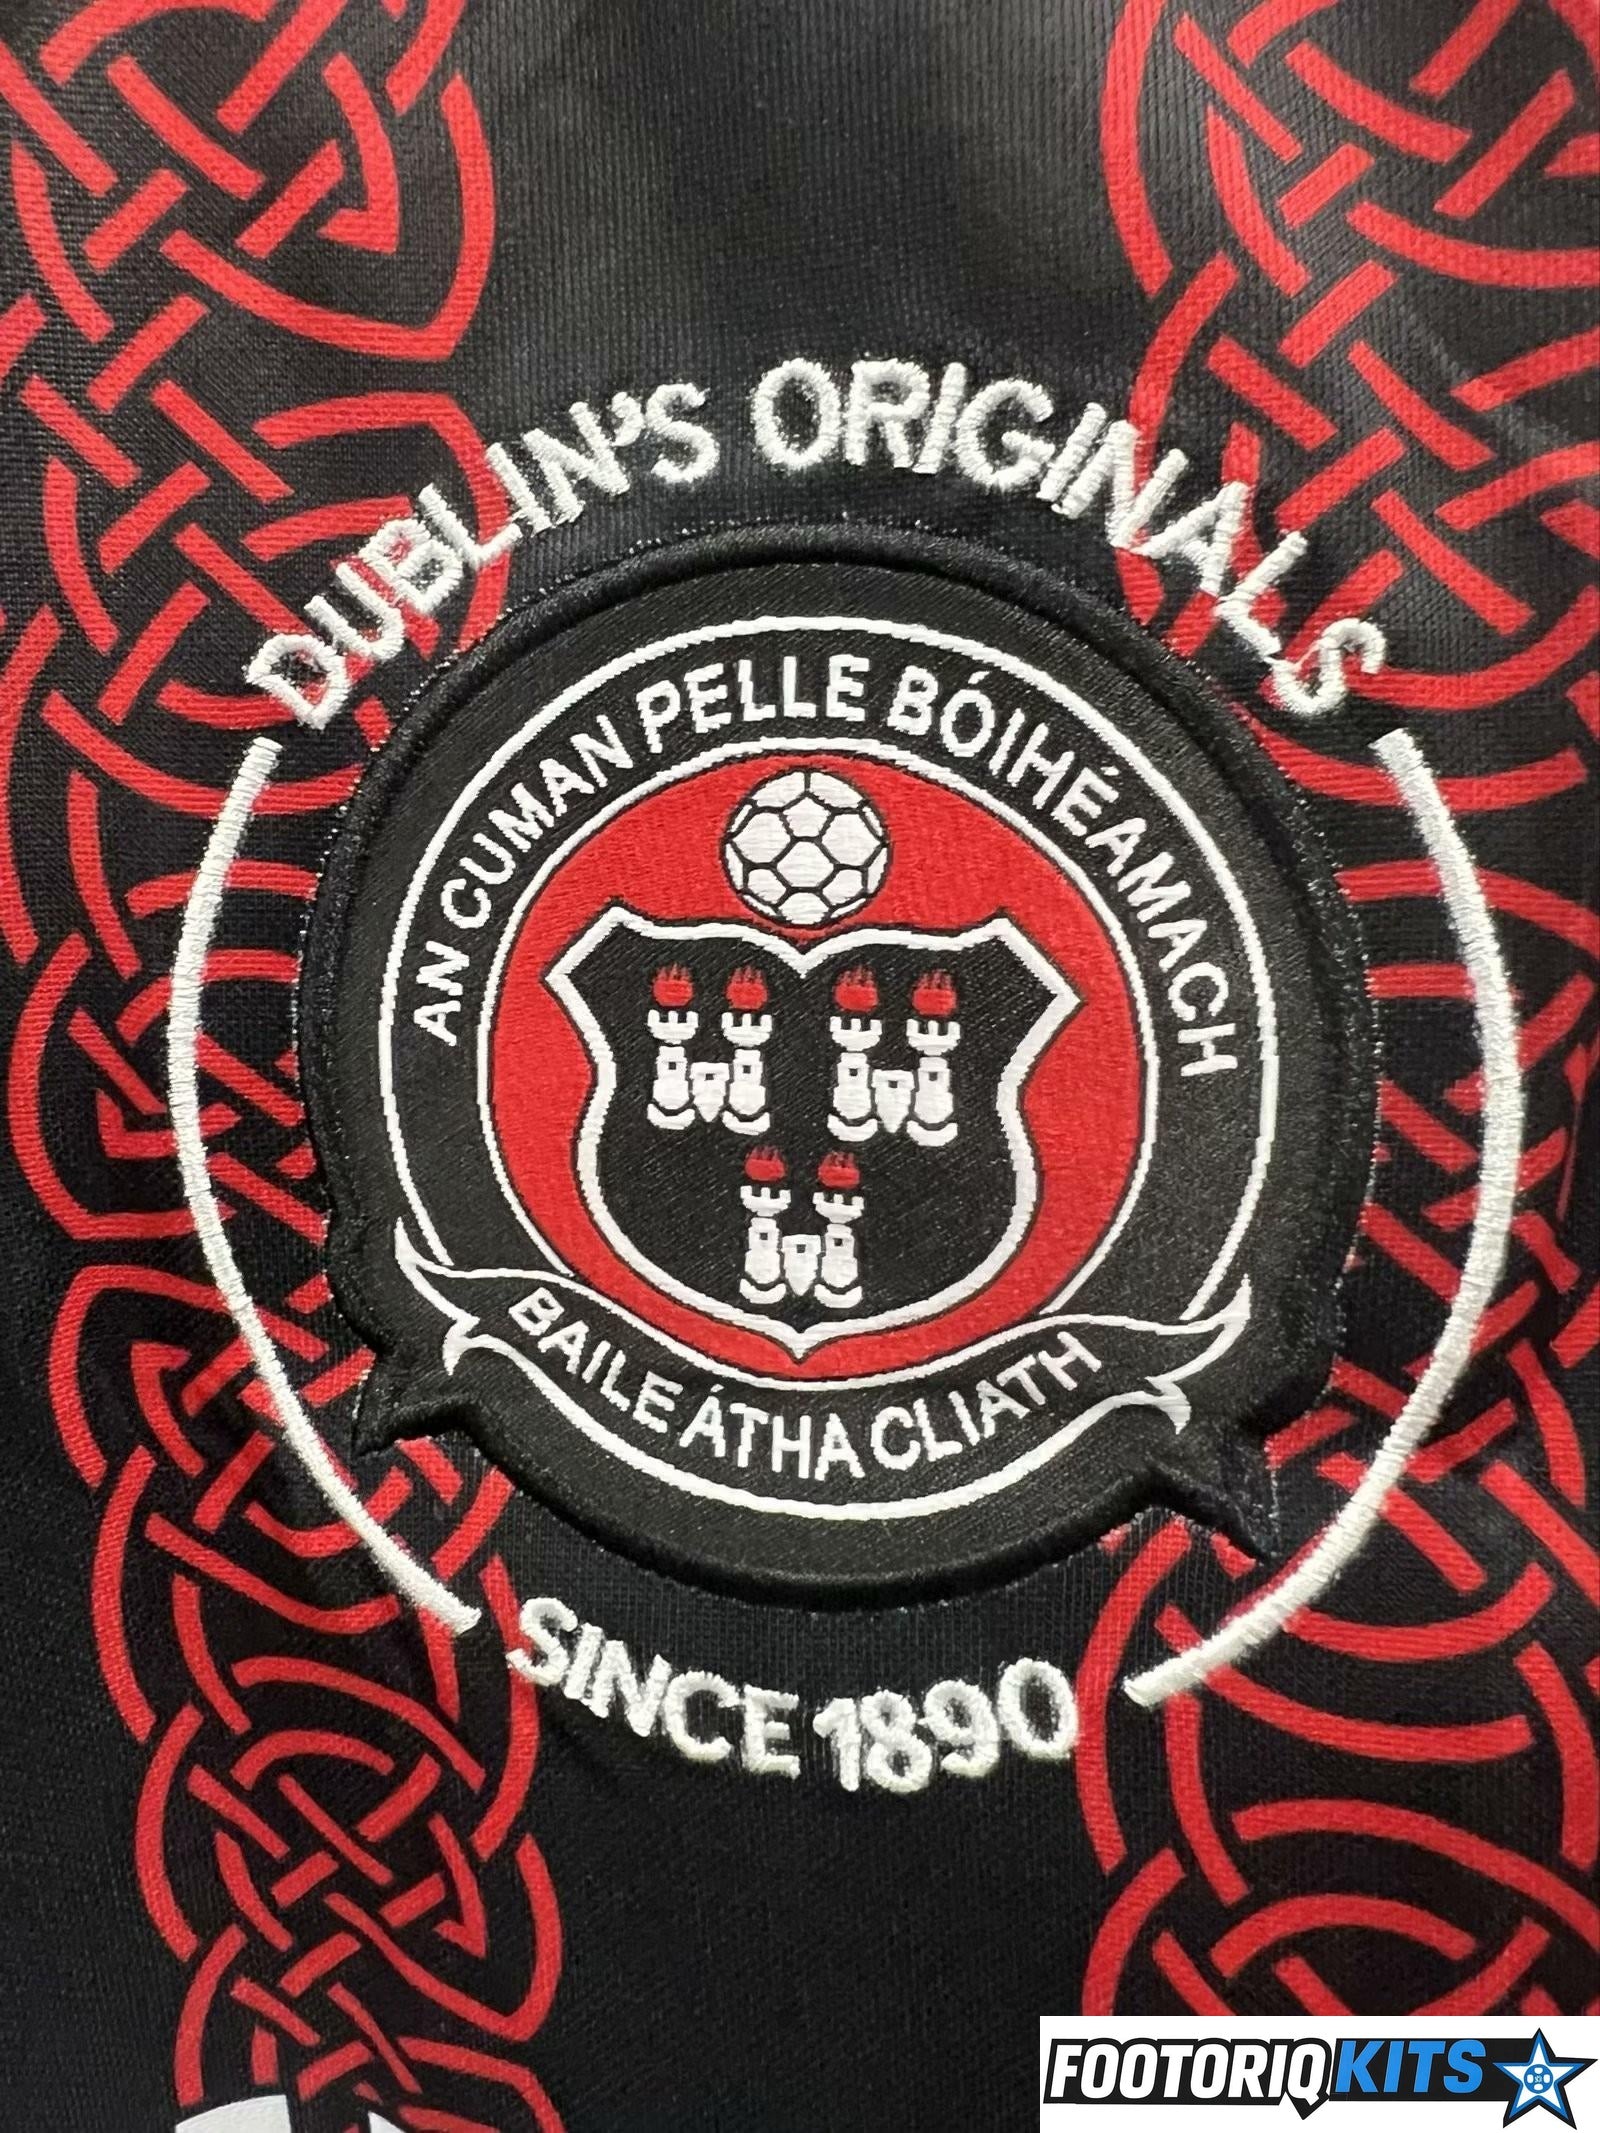 DUBLIN'S ORIGINALS
AN CUMAN PELLE BÓIHÉAMACH
BAILE ÁTHA CLIATH
SINCE 1890
FOOTORIQKITS